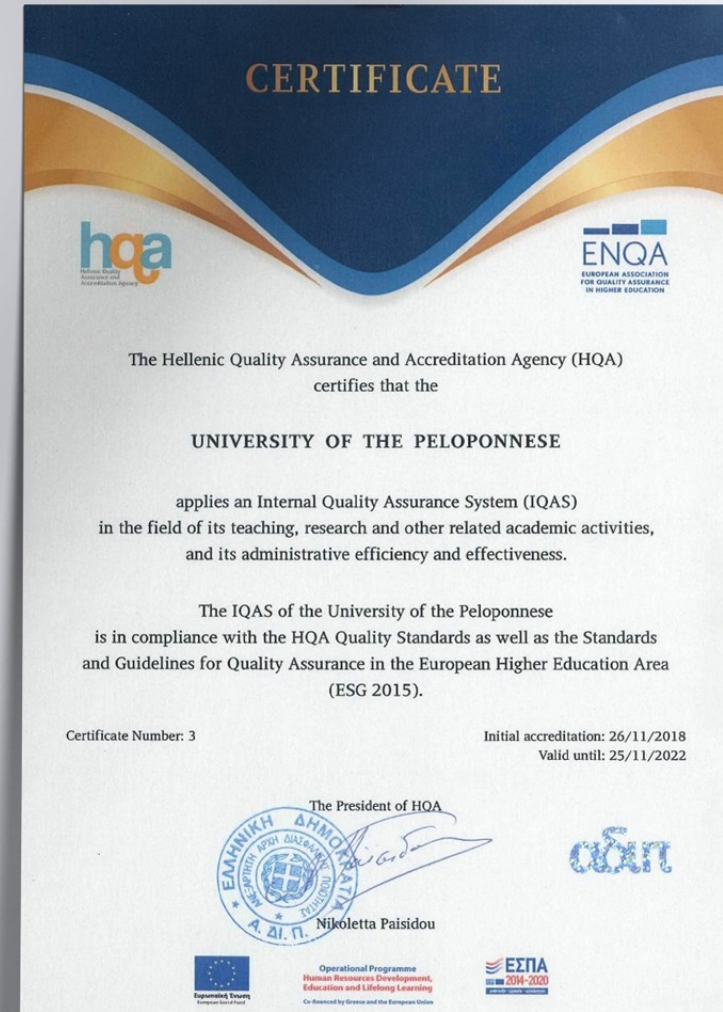 CERTIFICATE
hqa
Hellenic Quality
Assurance and
Accreditation Agency
ENQA
EUROPEAN ASSOCIATION
FOR QUALITY ASSURANCE
IN HIGHER EDUCATION
The Hellenic Quality Assurance and Accreditation Agency (HQA)
certifies that the
UNIVERSITY OF THE PELOPONNESE
applies an Internal Quality Assurance System (IQAS)
in the field of its teaching, research and other related academic activities,
and its administrative efficiency and effectiveness.
The IQAS of the University of the Peloponnese
is in compliance with the HQA Quality Standards as well as the Standards
and Guidelines for Quality Assurance in the European Higher Education Area
(ESG 2015).
Certificate Number: 3
Initial accreditation: 26/11/2018
Valid until: 25/11/2022
The President of HQA
ΕΛΛΗΝΙΚΗ ΔΗΜΟΚΡΑΤΙΑ
ΑΝΕΞΑΡΤΗΤΗ ΑΡΧΗ ΔΙΑΣΦΑΛΙΣΗΣ ΠΟΙΟΤΗΤΑΣ
Α. ΔΙ. Π.
αδιπ
Nikoletta Paisidou
Ευρωπαϊκή Ένωση
European Social Fund
Operational Programme
Human Resources Development,
Education and Lifelong Learning
Co-financed by Greece and the European Union
ΕΣΠΑ
2014-2020